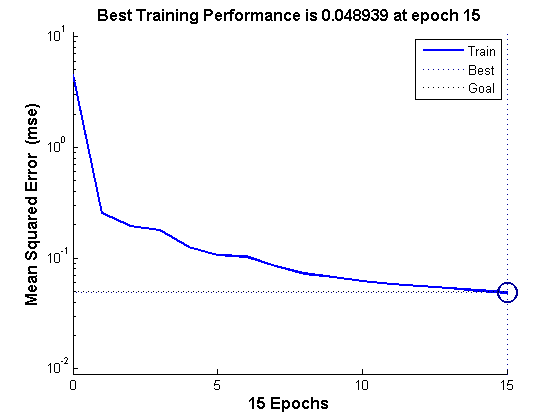 Best Training Performance is 0.048939 at epoch 15
Train
Best
Goal
Mean Squared Error (mse)
10^1
10^0
10^-1
10^-2
0 5 10 15
15 Epochs